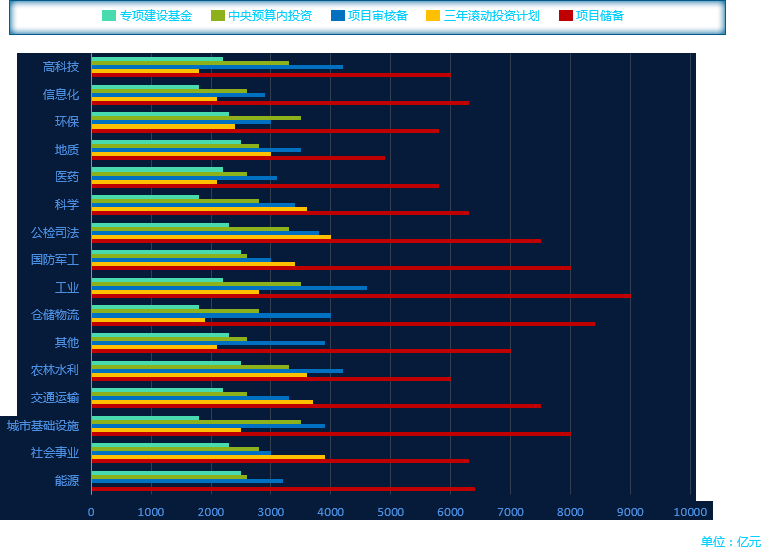 专项建设基金 中央预算内投资 项目审核备 三年滚动投资计划 项目储备
高科技
信息化
环保
地质
医药
科学
公检司法
国防军工
工业
仓储物流
其他
农林水利
交通运输
城市基础设施
社会事业
能源
0 1000 2000 3000 4000 5000 6000 7000 8000 9000 10000
单位：亿元